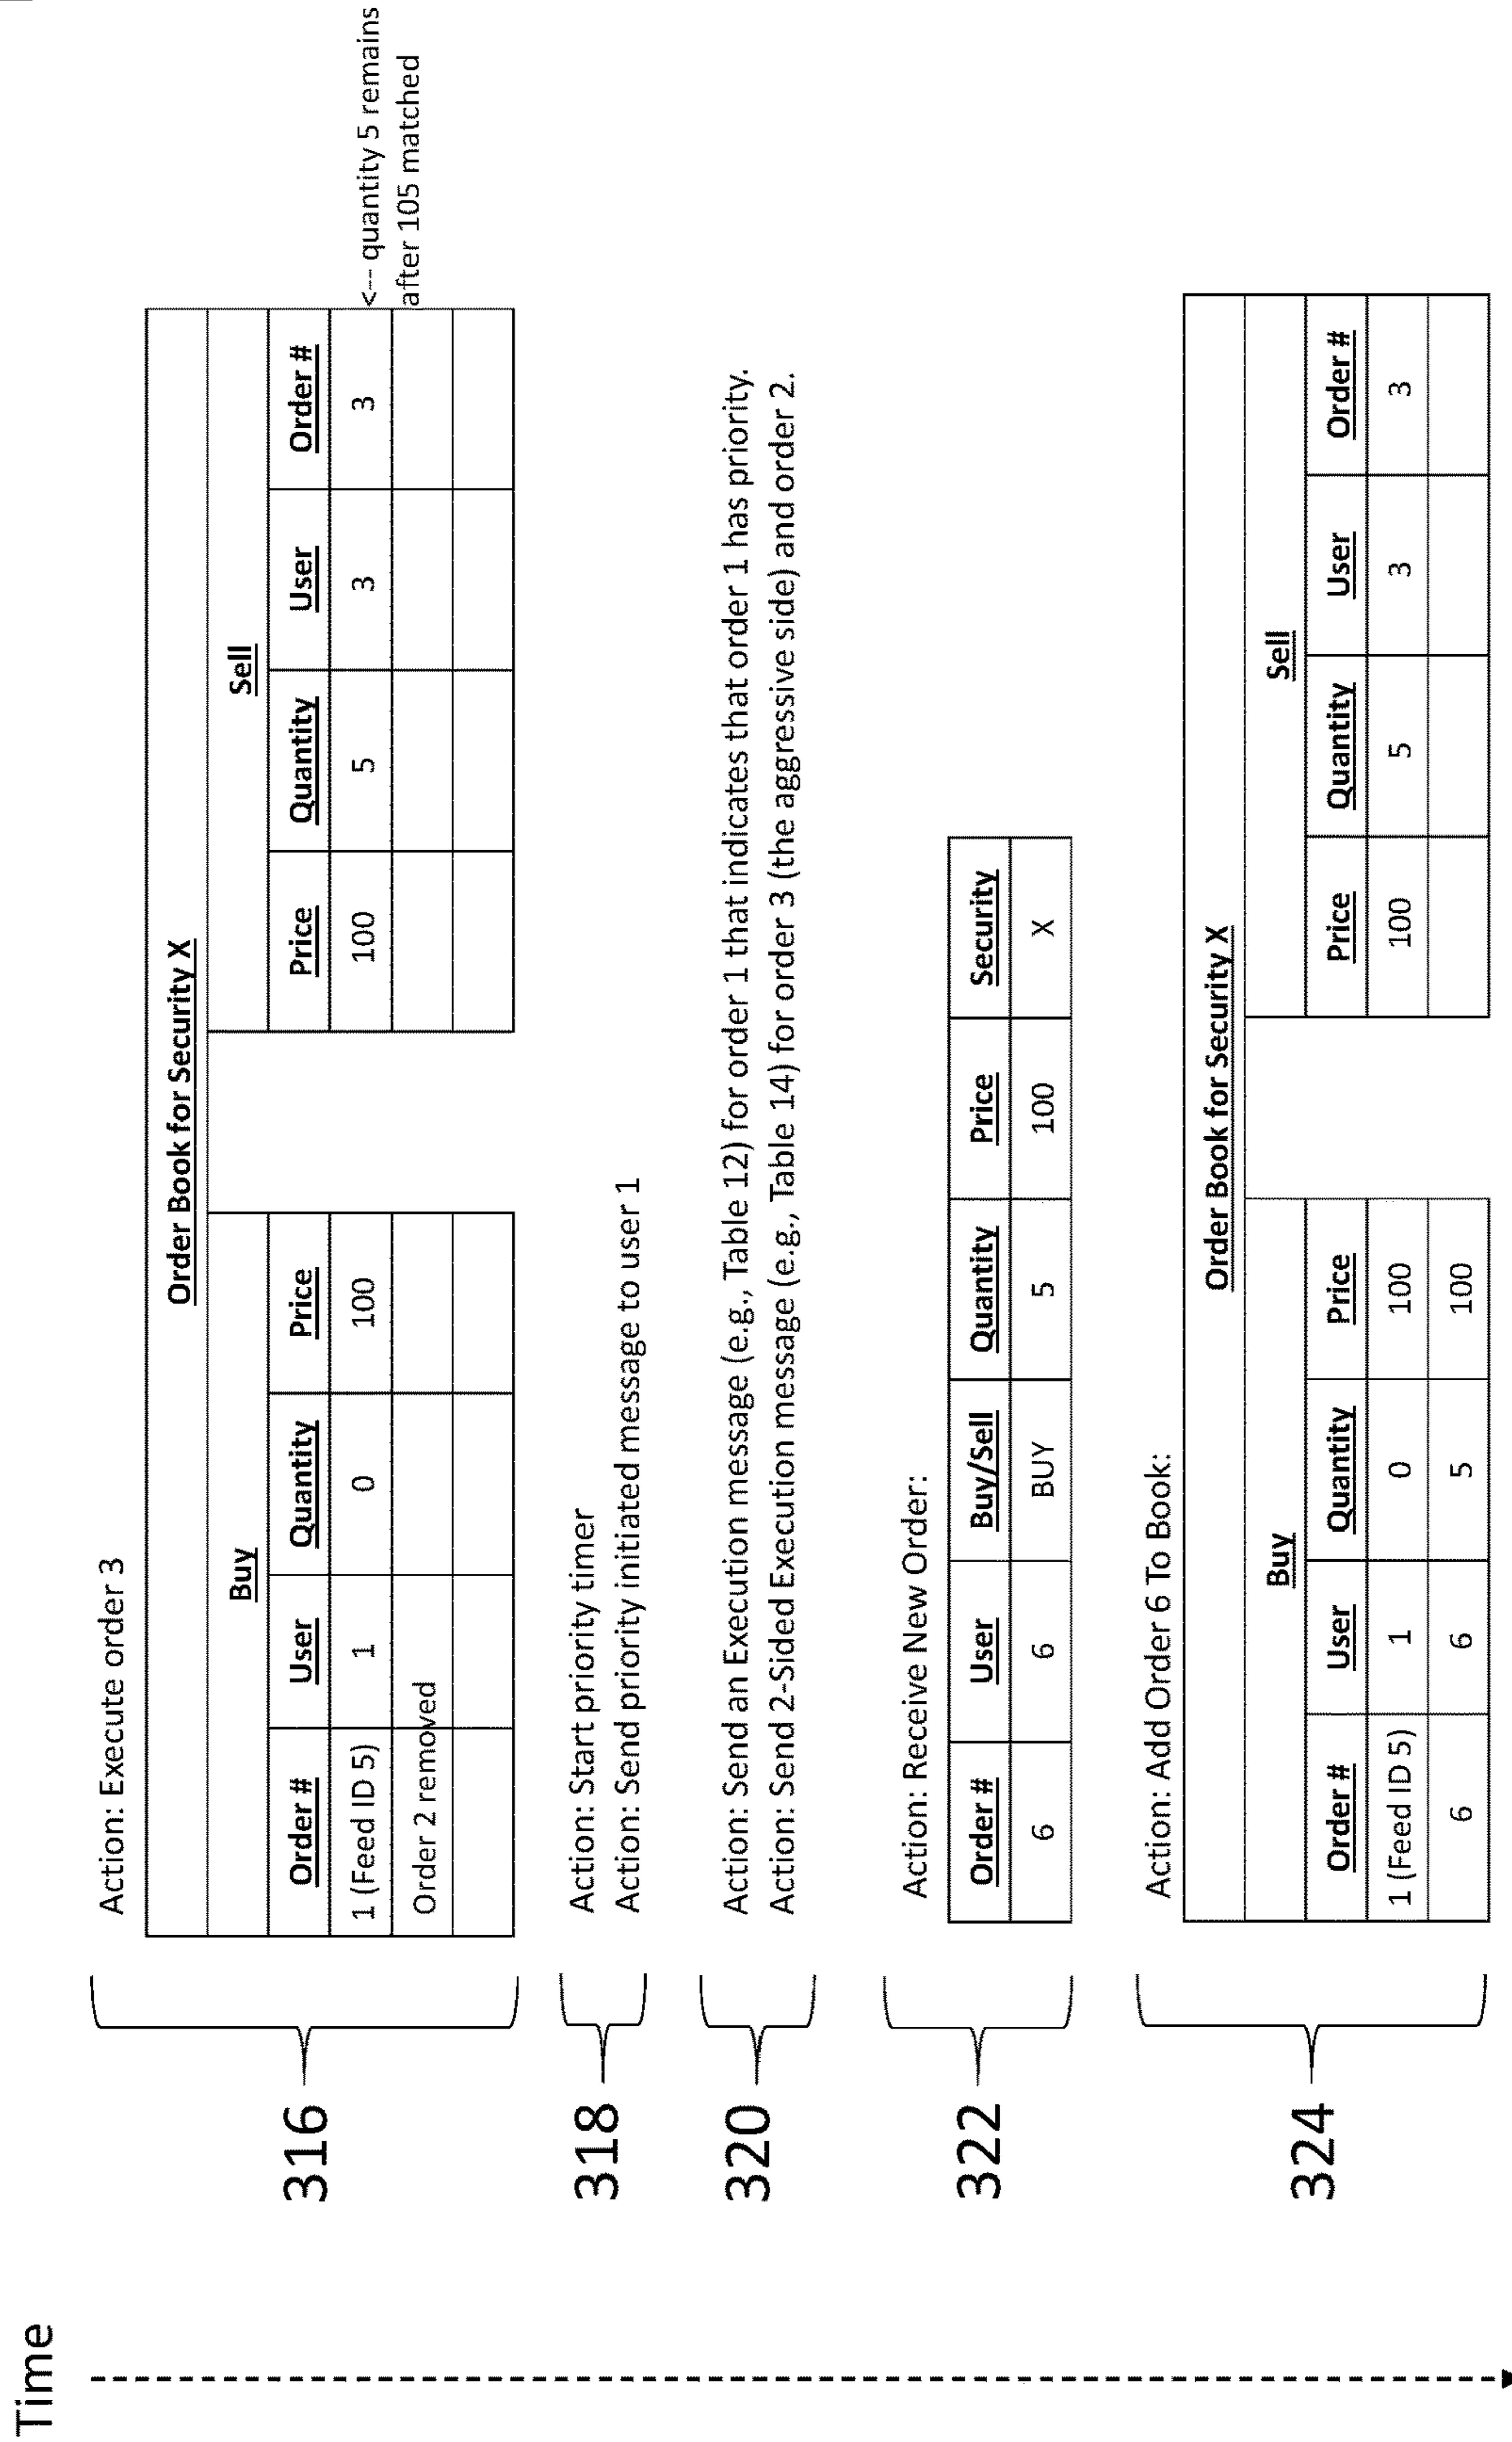 Time
316
Action: Execute order 3
Order Book for Security X
Buy Sell
Order # User Quantity Price Price Quantity User Order #
1 (Feed ID 5) 1 0 100 100 5 3 3 <--- quantity 5 remains
Order 2 removed after 105 matched
318
Action: Start priority timer
Action: Send priority initiated message to user 1
320
Action: Send an Execution message (e.g., Table 12) for order 1 that indicates that order 1 has priority.
Action: Send 2-Sided Execution message (e.g., Table 14) for order 3 (the aggressive side) and order 2.
322
Action: Receive New Order:
Order # User Buy/Sell Quantity Price Security
6 6 BUY 5 100 X
324
Action: Add Order 6 To Book:
Order Book for Security X
Buy Sell
Order # User Quantity Price Price Quantity User Order #
1 (Feed ID 5) 1 0 100 100 5 3 3
6 6 5 100